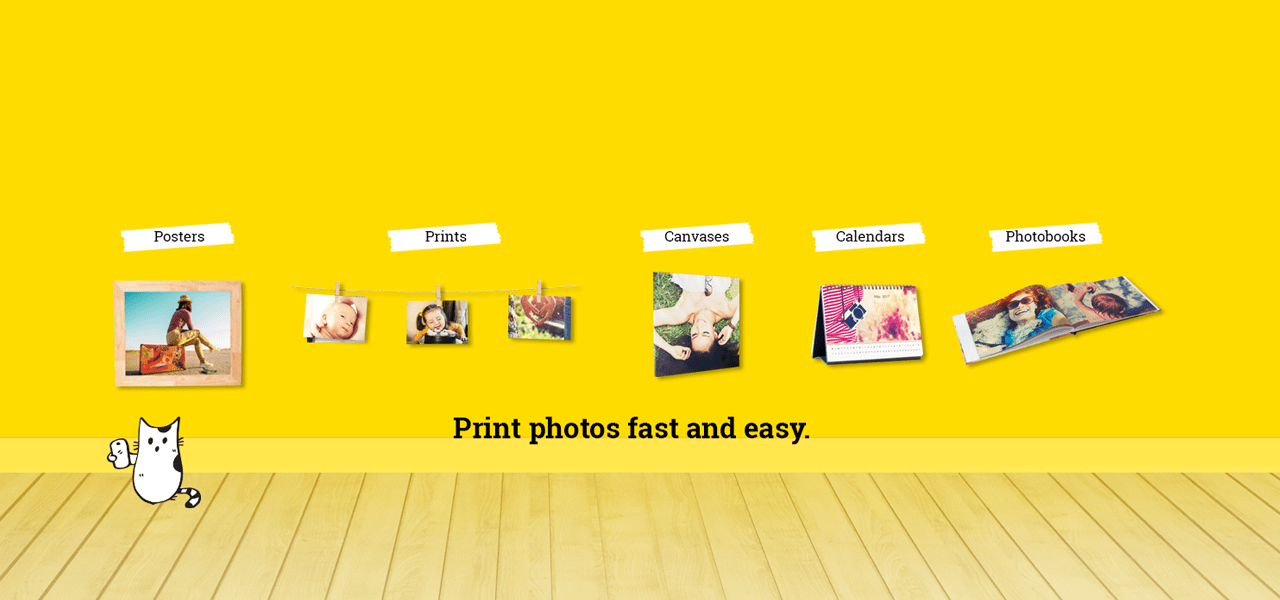 Posters
Prints
Canvases
Calendars
Photobooks
Print photos fast and easy.